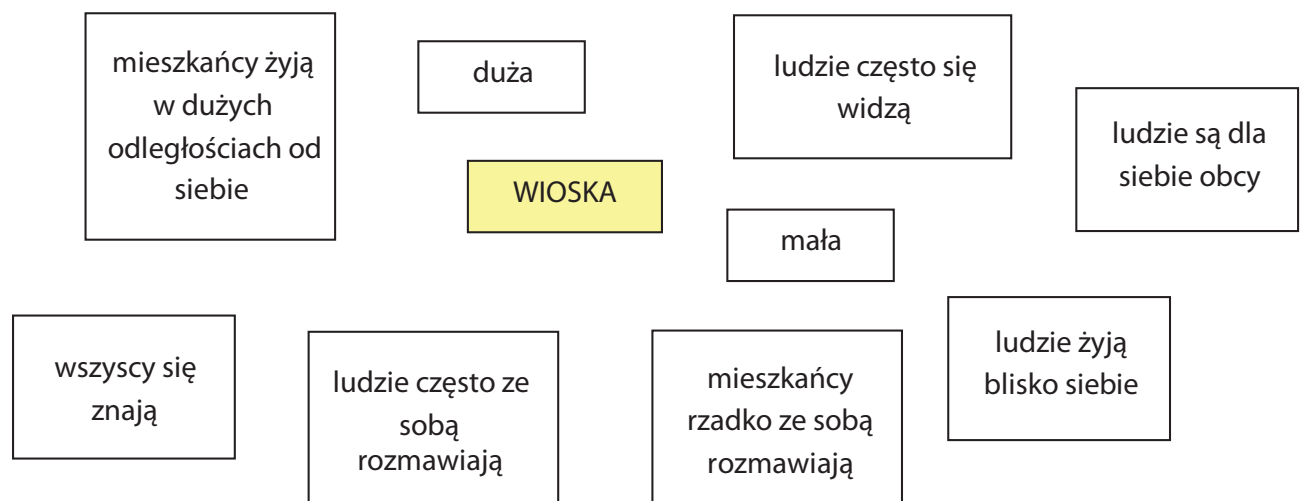 mieszkańcy żyją
w dużych
odległościach od
siebie
duża
ludzie często się
widzą
ludzie są dla
siebie obcy
WIOSKA
mała
wszyscy się
znają
ludzie często ze
sobą
rozmawiają
mieszkańcy
rzadko ze sobą
rozmawiają
ludzie żyją
blisko siebie